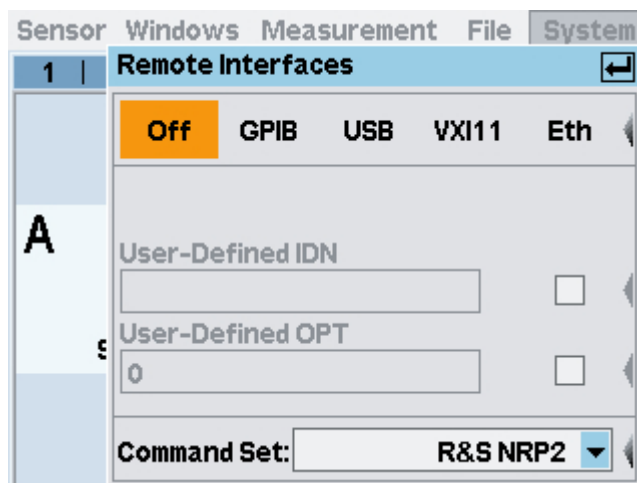 Sensor Windows Measurement File System
1 |
Remote Interfaces
Off GPIB USB VXI11 Eth
A
User-Defined IDN
User-Defined OPT
0
Command Set: R&S NRP2